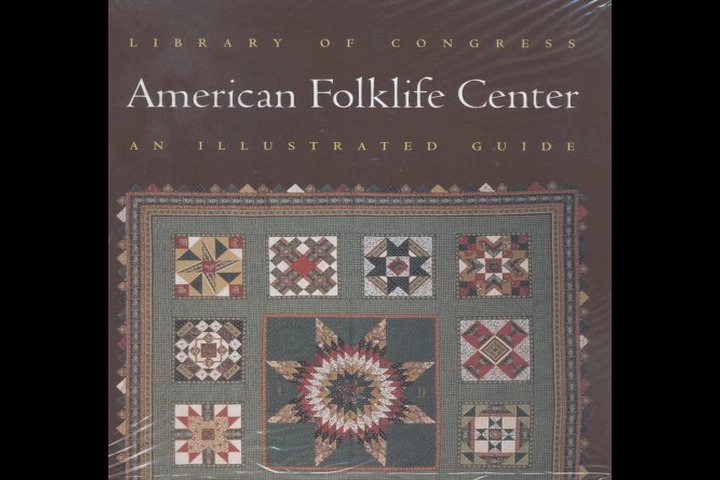 LIBRARY OF CONGRESS
American Folklife Center
AN ILLUSTRATED GUIDE